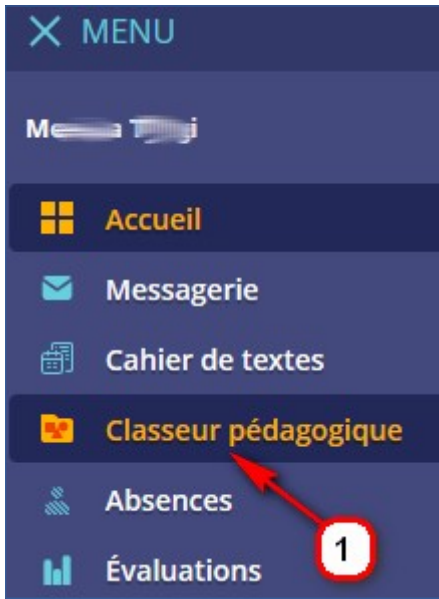 MENU
Accueil
Messagerie
Cahier de textes
Classeur pédagogique
Absences
1
Évaluations